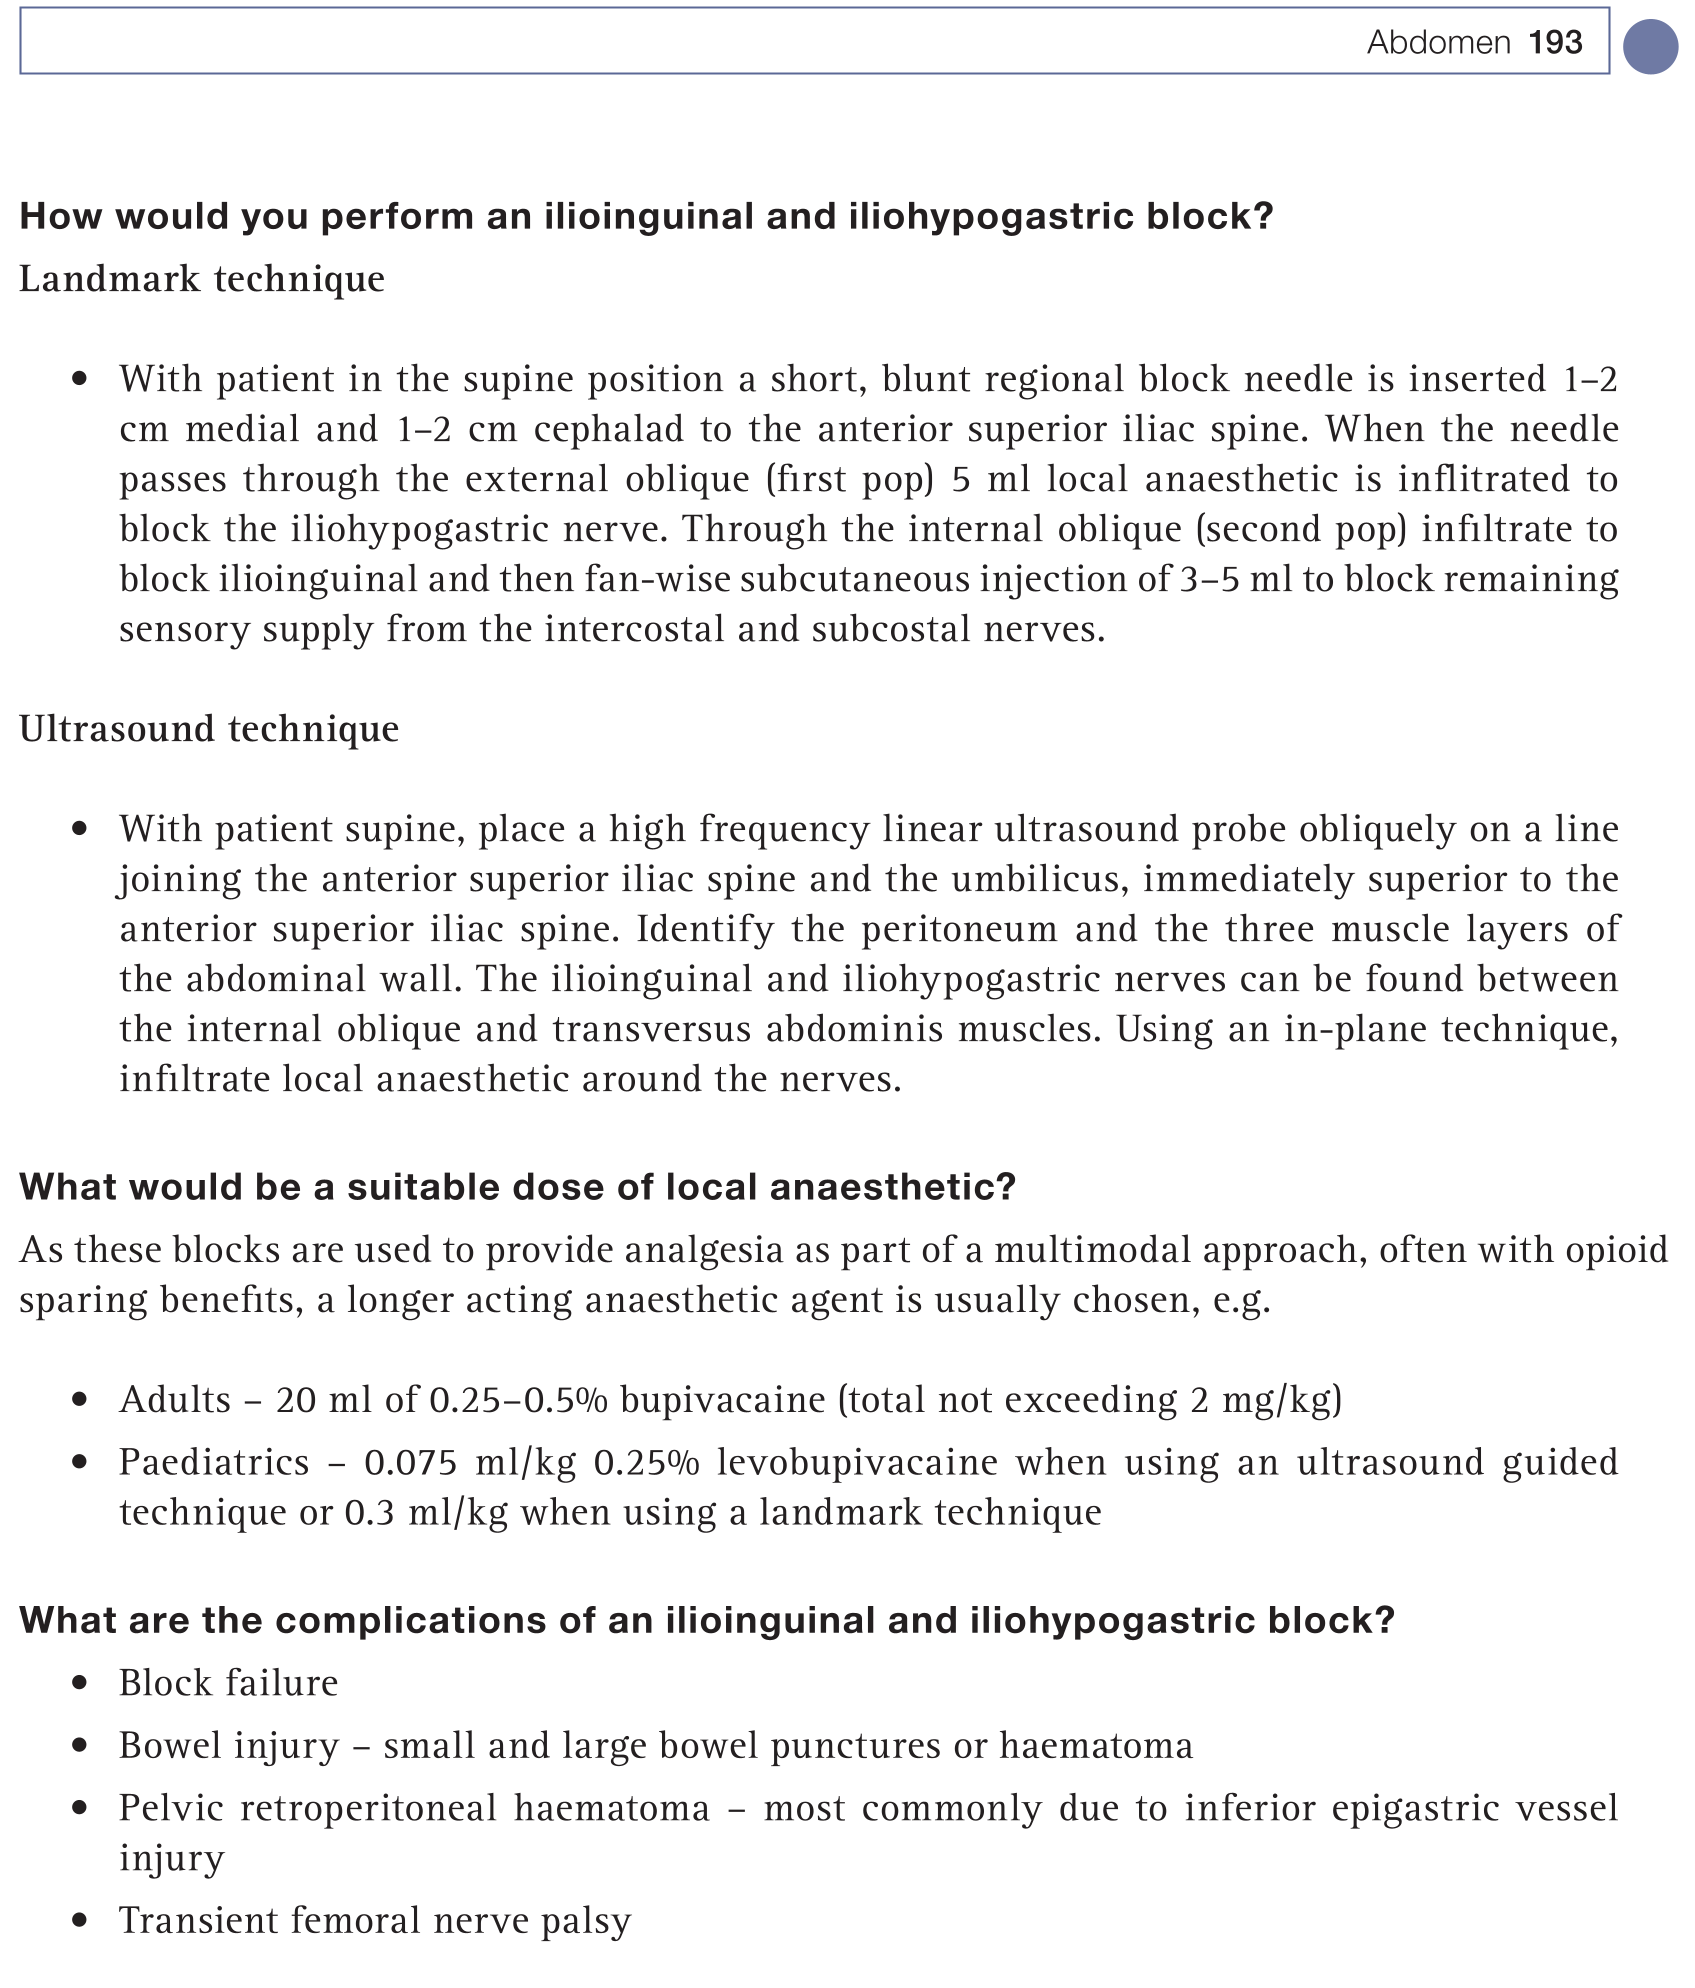 Abdomen 193
How would you perform an ilioinguinal and iliohypogastric block?
Landmark technique
• With patient in the supine position a short, blunt regional block needle is inserted 1–2
cm medial and 1–2 cm cephalad to the anterior superior iliac spine. When the needle
passes through the external oblique (first pop) 5 ml local anaesthetic is inflitrated to
block the iliohypogastric nerve. Through the internal oblique (second pop) infiltrate to
block ilioinguinal and then fan-wise subcutaneous injection of 3–5 ml to block remaining
sensory supply from the intercostal and subcostal nerves.
Ultrasound technique
• With patient supine, place a high frequency linear ultrasound probe obliquely on a line
joining the anterior superior iliac spine and the umbilicus, immediately superior to the
anterior superior iliac spine. Identify the peritoneum and the three muscle layers of
the abdominal wall. The ilioinguinal and iliohypogastric nerves can be found between
the internal oblique and transversus abdominis muscles. Using an in-plane technique,
infiltrate local anaesthetic around the nerves.
What would be a suitable dose of local anaesthetic?
As these blocks are used to provide analgesia as part of a multimodal approach, often with opioid
sparing benefits, a longer acting anaesthetic agent is usually chosen, e.g.
• Adults – 20 ml of 0.25–0.5% bupivacaine (total not exceeding 2 mg/kg)
• Paediatrics – 0.075 ml/kg 0.25% levobupivacaine when using an ultrasound guided
technique or 0.3 ml/kg when using a landmark technique
What are the complications of an ilioinguinal and iliohypogastric block?
• Block failure
• Bowel injury – small and large bowel punctures or haematoma
• Pelvic retroperitoneal haematoma – most commonly due to inferior epigastric vessel
injury
• Transient femoral nerve palsy